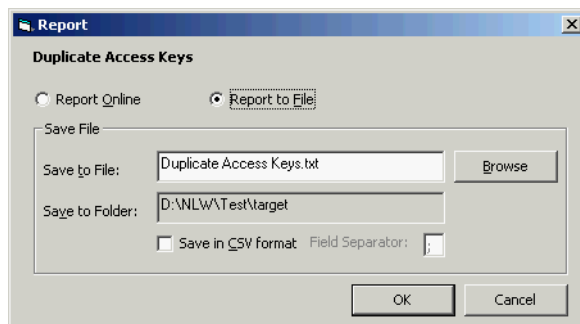 Report
Duplicate Access Keys
Report Online Report to File
Save File
Save to File: Duplicate Access Keys.txt Browse
Save to Folder: D:\NLW\Test\target
Save in CSV format Field Separator: ;
OK Cancel